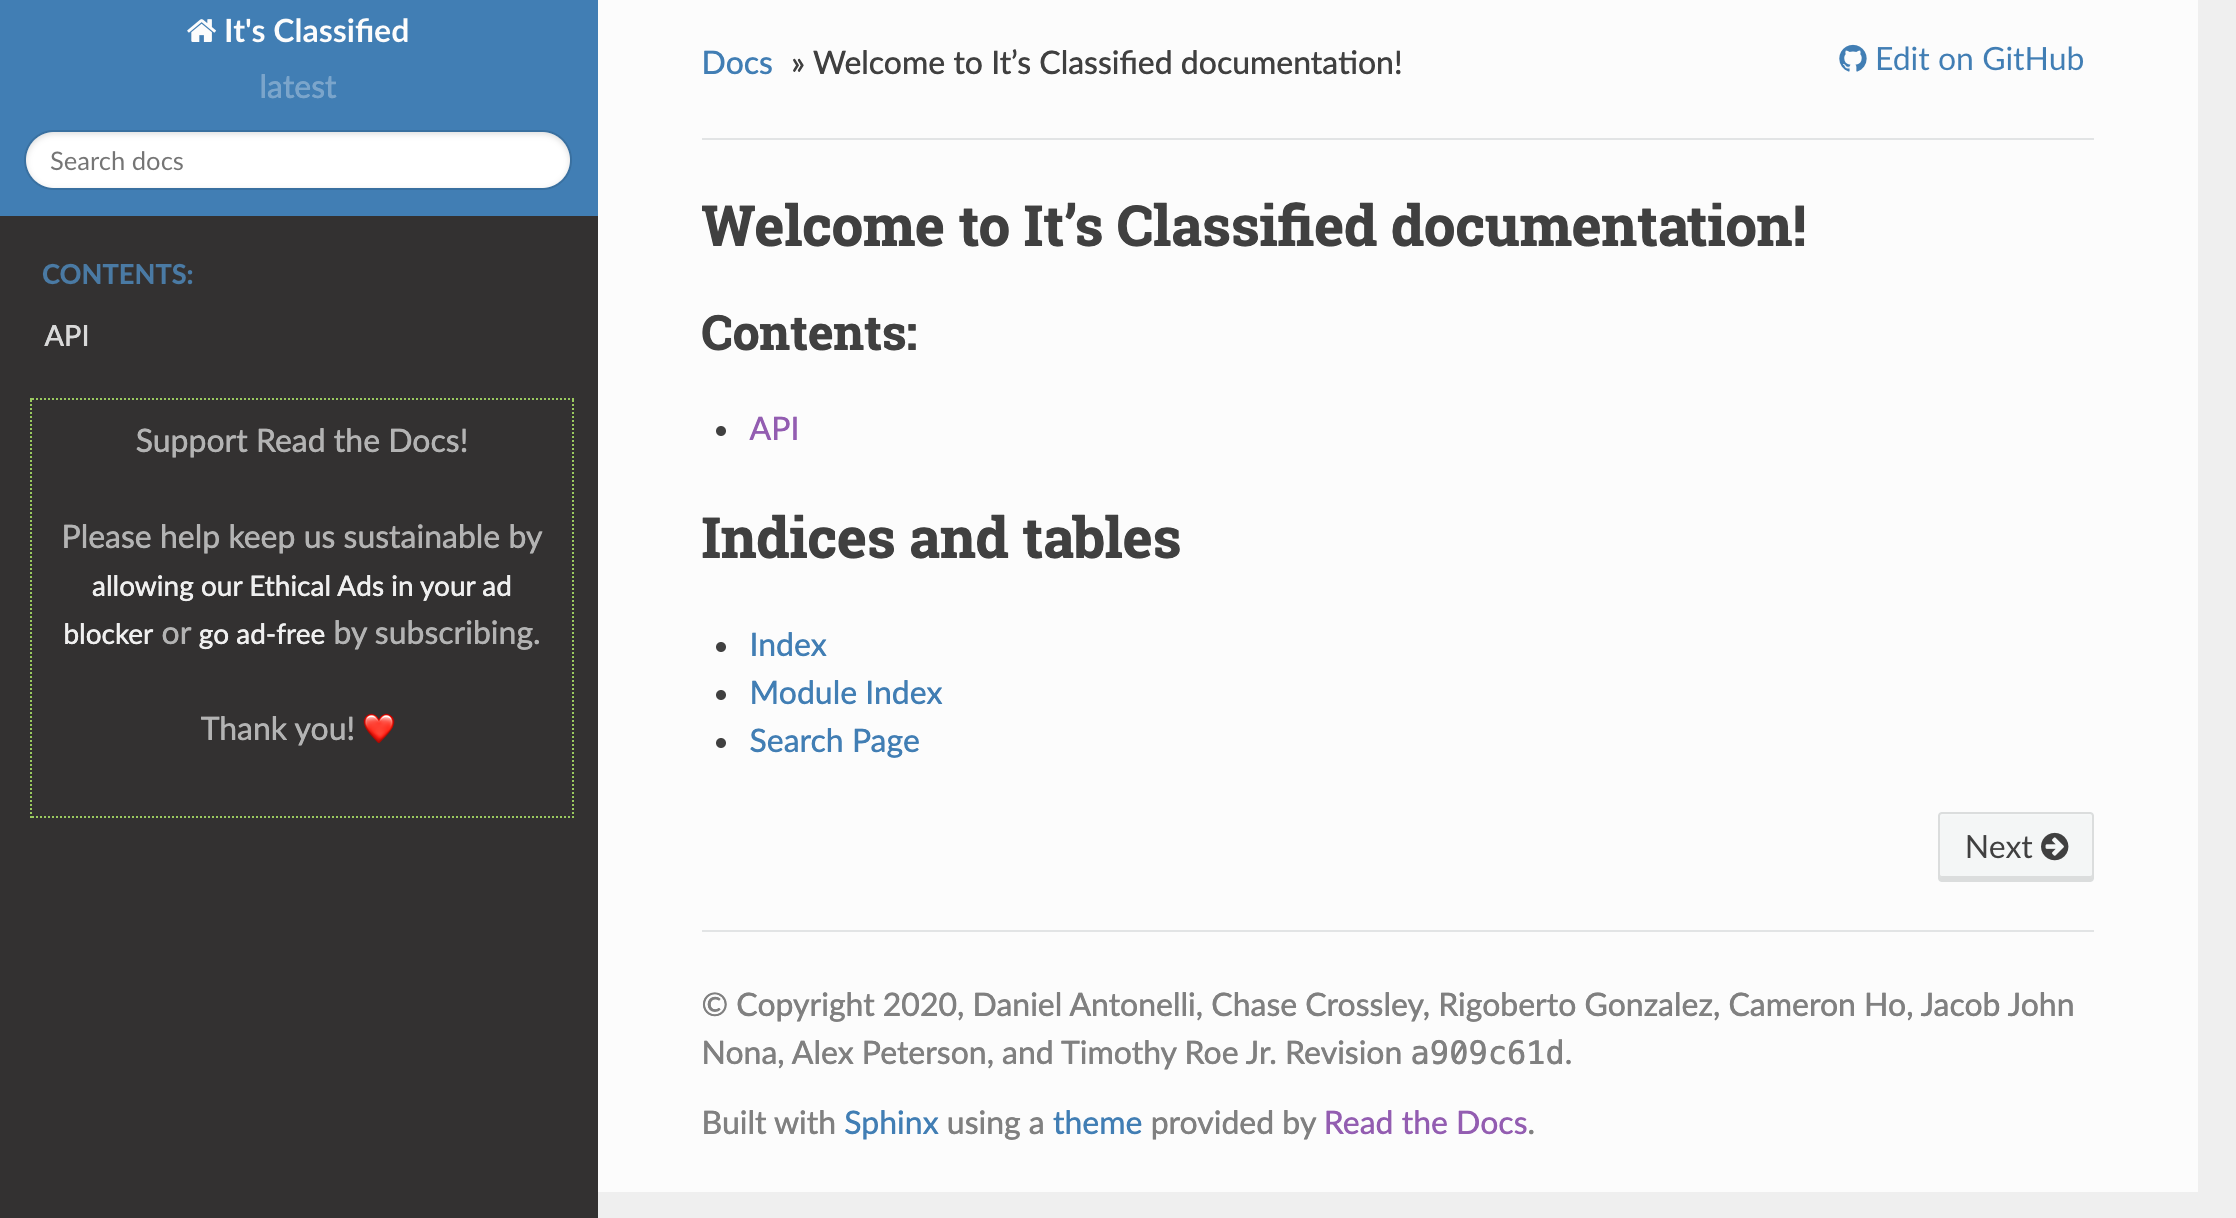 It's Classified
latest
Search docs
CONTENTS:
API
Support Read the Docs!
Please help keep us sustainable by
allowing our Ethical Ads in your ad
blocker or go ad-free by subscribing.
Thank you! ❤️
Docs » Welcome to It’s Classified documentation!
Edit on GitHub
Welcome to It’s Classified documentation!
Contents:
• API
Indices and tables
• Index
• Module Index
• Search Page
Next
© Copyright 2020, Daniel Antonelli, Chase Crossley, Rigoberto Gonzalez, Cameron Ho, Jacob John
Nona, Alex Peterson, and Timothy Roe Jr. Revision a909c61d.
Built with Sphinx using a theme provided by Read the Docs.